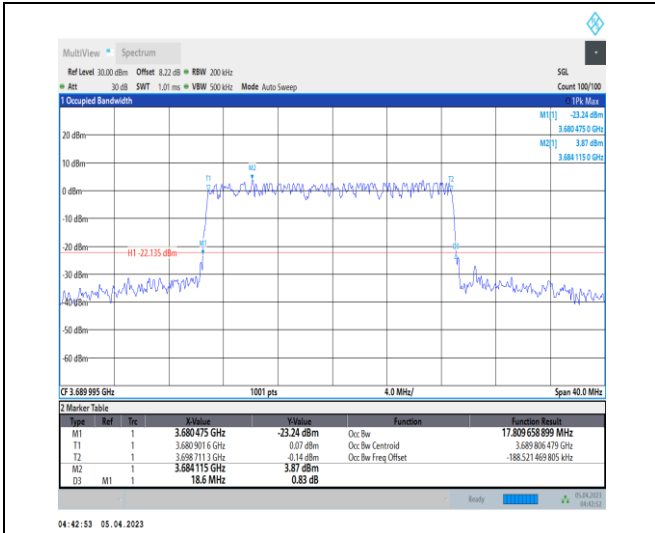 MultiView Spectrum
Ref Level 30.00 dBm Offset 8.22 dB RBW 200 kHz SGL
Att 30 dB SWT 1.01 ms VBW 500 kHz Mode Auto Sweep Count 100/100
1 Occupied Bandwidth 1Pk Max
M1[1] -23.24 dBm
3.680 475 0 GHz
M2[1] 3.87 dBm
3.684 115 0 GHz
20 dBm
10 dBm
M2
T1 T2
0 dBm
-10 dBm
-20 dBm
M1
H1 -22.135 dBm
-30 dBm
-40 dBm
-50 dBm
-60 dBm
CF 3.689 995 GHz 1001 pts 4.0 MHz/ Span 40.0 MHz
2 Marker Table
Type Ref Trc X-Value Y-Value Function Function Result
M1 1 3.680 475 GHz -23.24 dBm Occ Bw 17.809 658 899 MHz
T1 1 3.680 901 6 GHz 0.07 dBm Occ Bw Centroid 3.689 806 479 GHz
T2 1 3.698 711 3 GHz -0.14 dBm Occ Bw Freq Offset -188.521 469 805 kHz
M2 1 3.684 115 GHz 3.87 dBm
D3 M1 1 18.6 MHz 0.83 dB
Ready 05.04.2023
04:42:52
04:42:53 05.04.2023